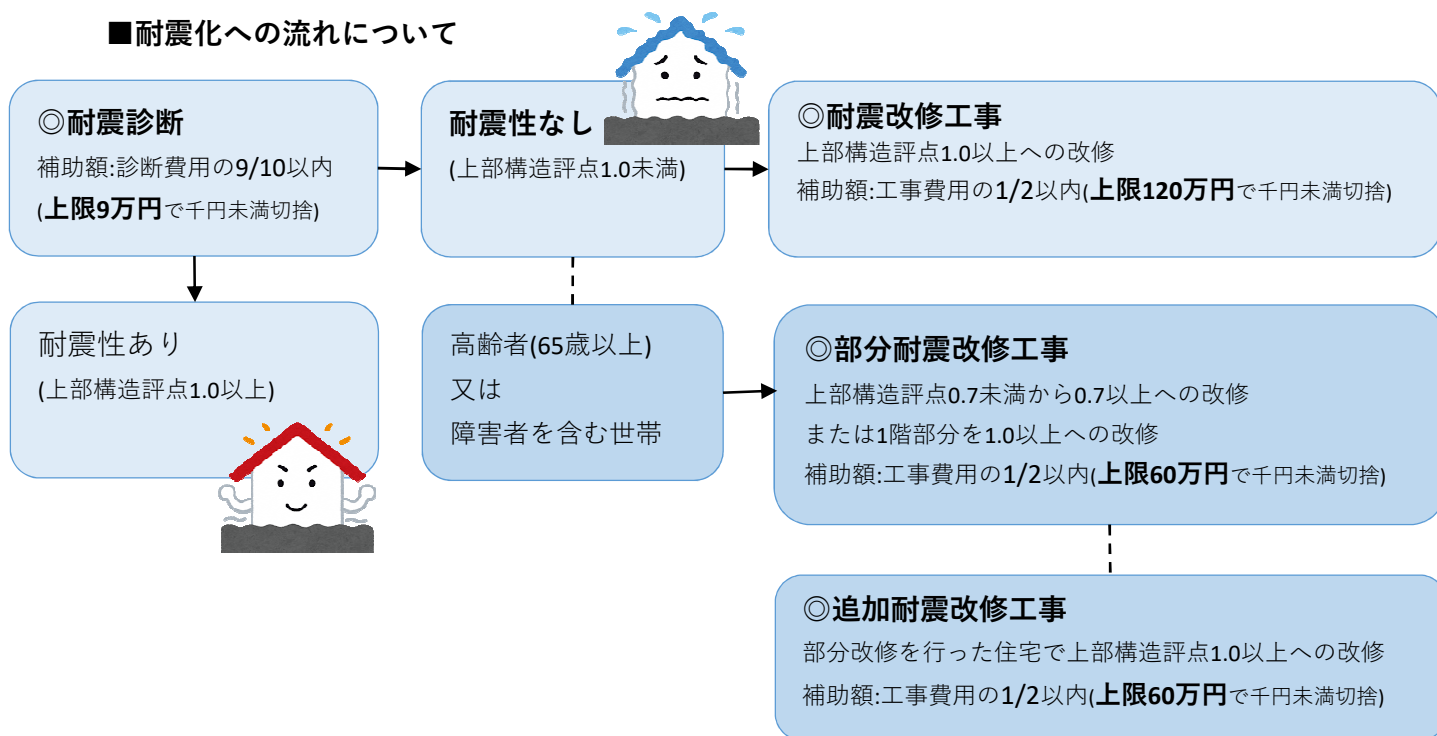 ■耐震化への流れについて
◎耐震診断
補助額:診断費用の9/10以内
(上限9万円で千円未満切捨)
耐震性なし
(上部構造評点1.0未満)
◎耐震改修工事
上部構造評点1.0以上への改修
補助額:工事費用の1/2以内(上限120万円で千円未満切捨)
耐震性あり
(上部構造評点1.0以上)
高齢者(65歳以上)
又は
障害者を含む世帯
◎部分耐震改修工事
上部構造評点0.7未満から0.7以上への改修
または1階部分を1.0以上への改修
補助額:工事費用の1/2以内(上限60万円で千円未満切捨)
◎追加耐震改修工事
部分改修を行った住宅で上部構造評点1.0以上への改修
補助額:工事費用の1/2以内(上限60万円で千円未満切捨)